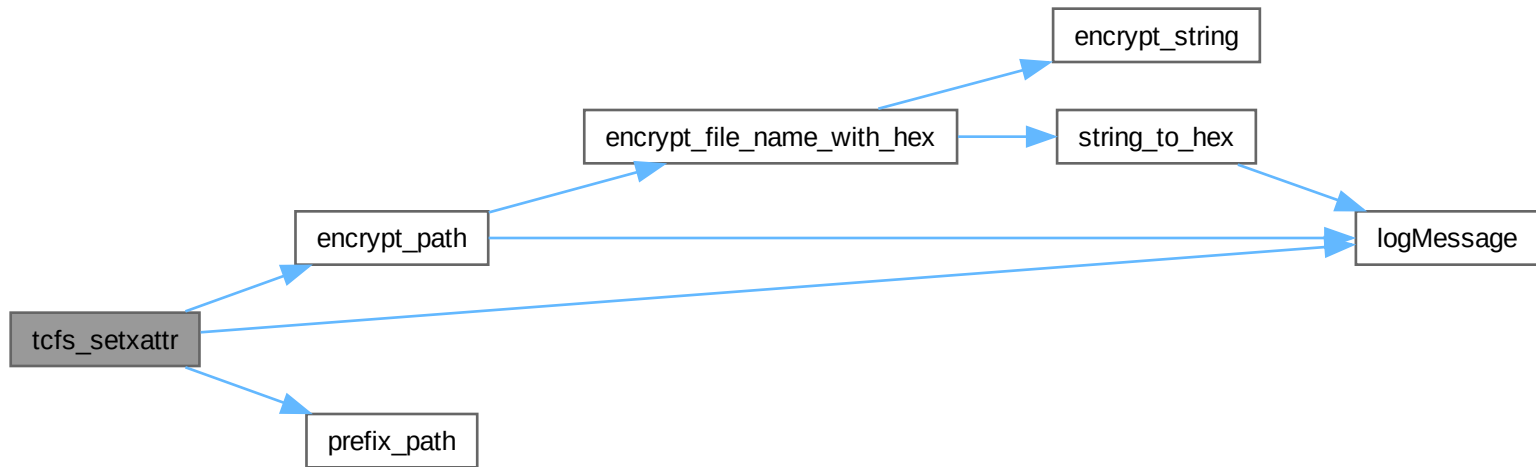 encrypt_string
encrypt_file_name_with_hex
string_to_hex
encrypt_path
logMessage
tcfs_setxattr
prefix_path